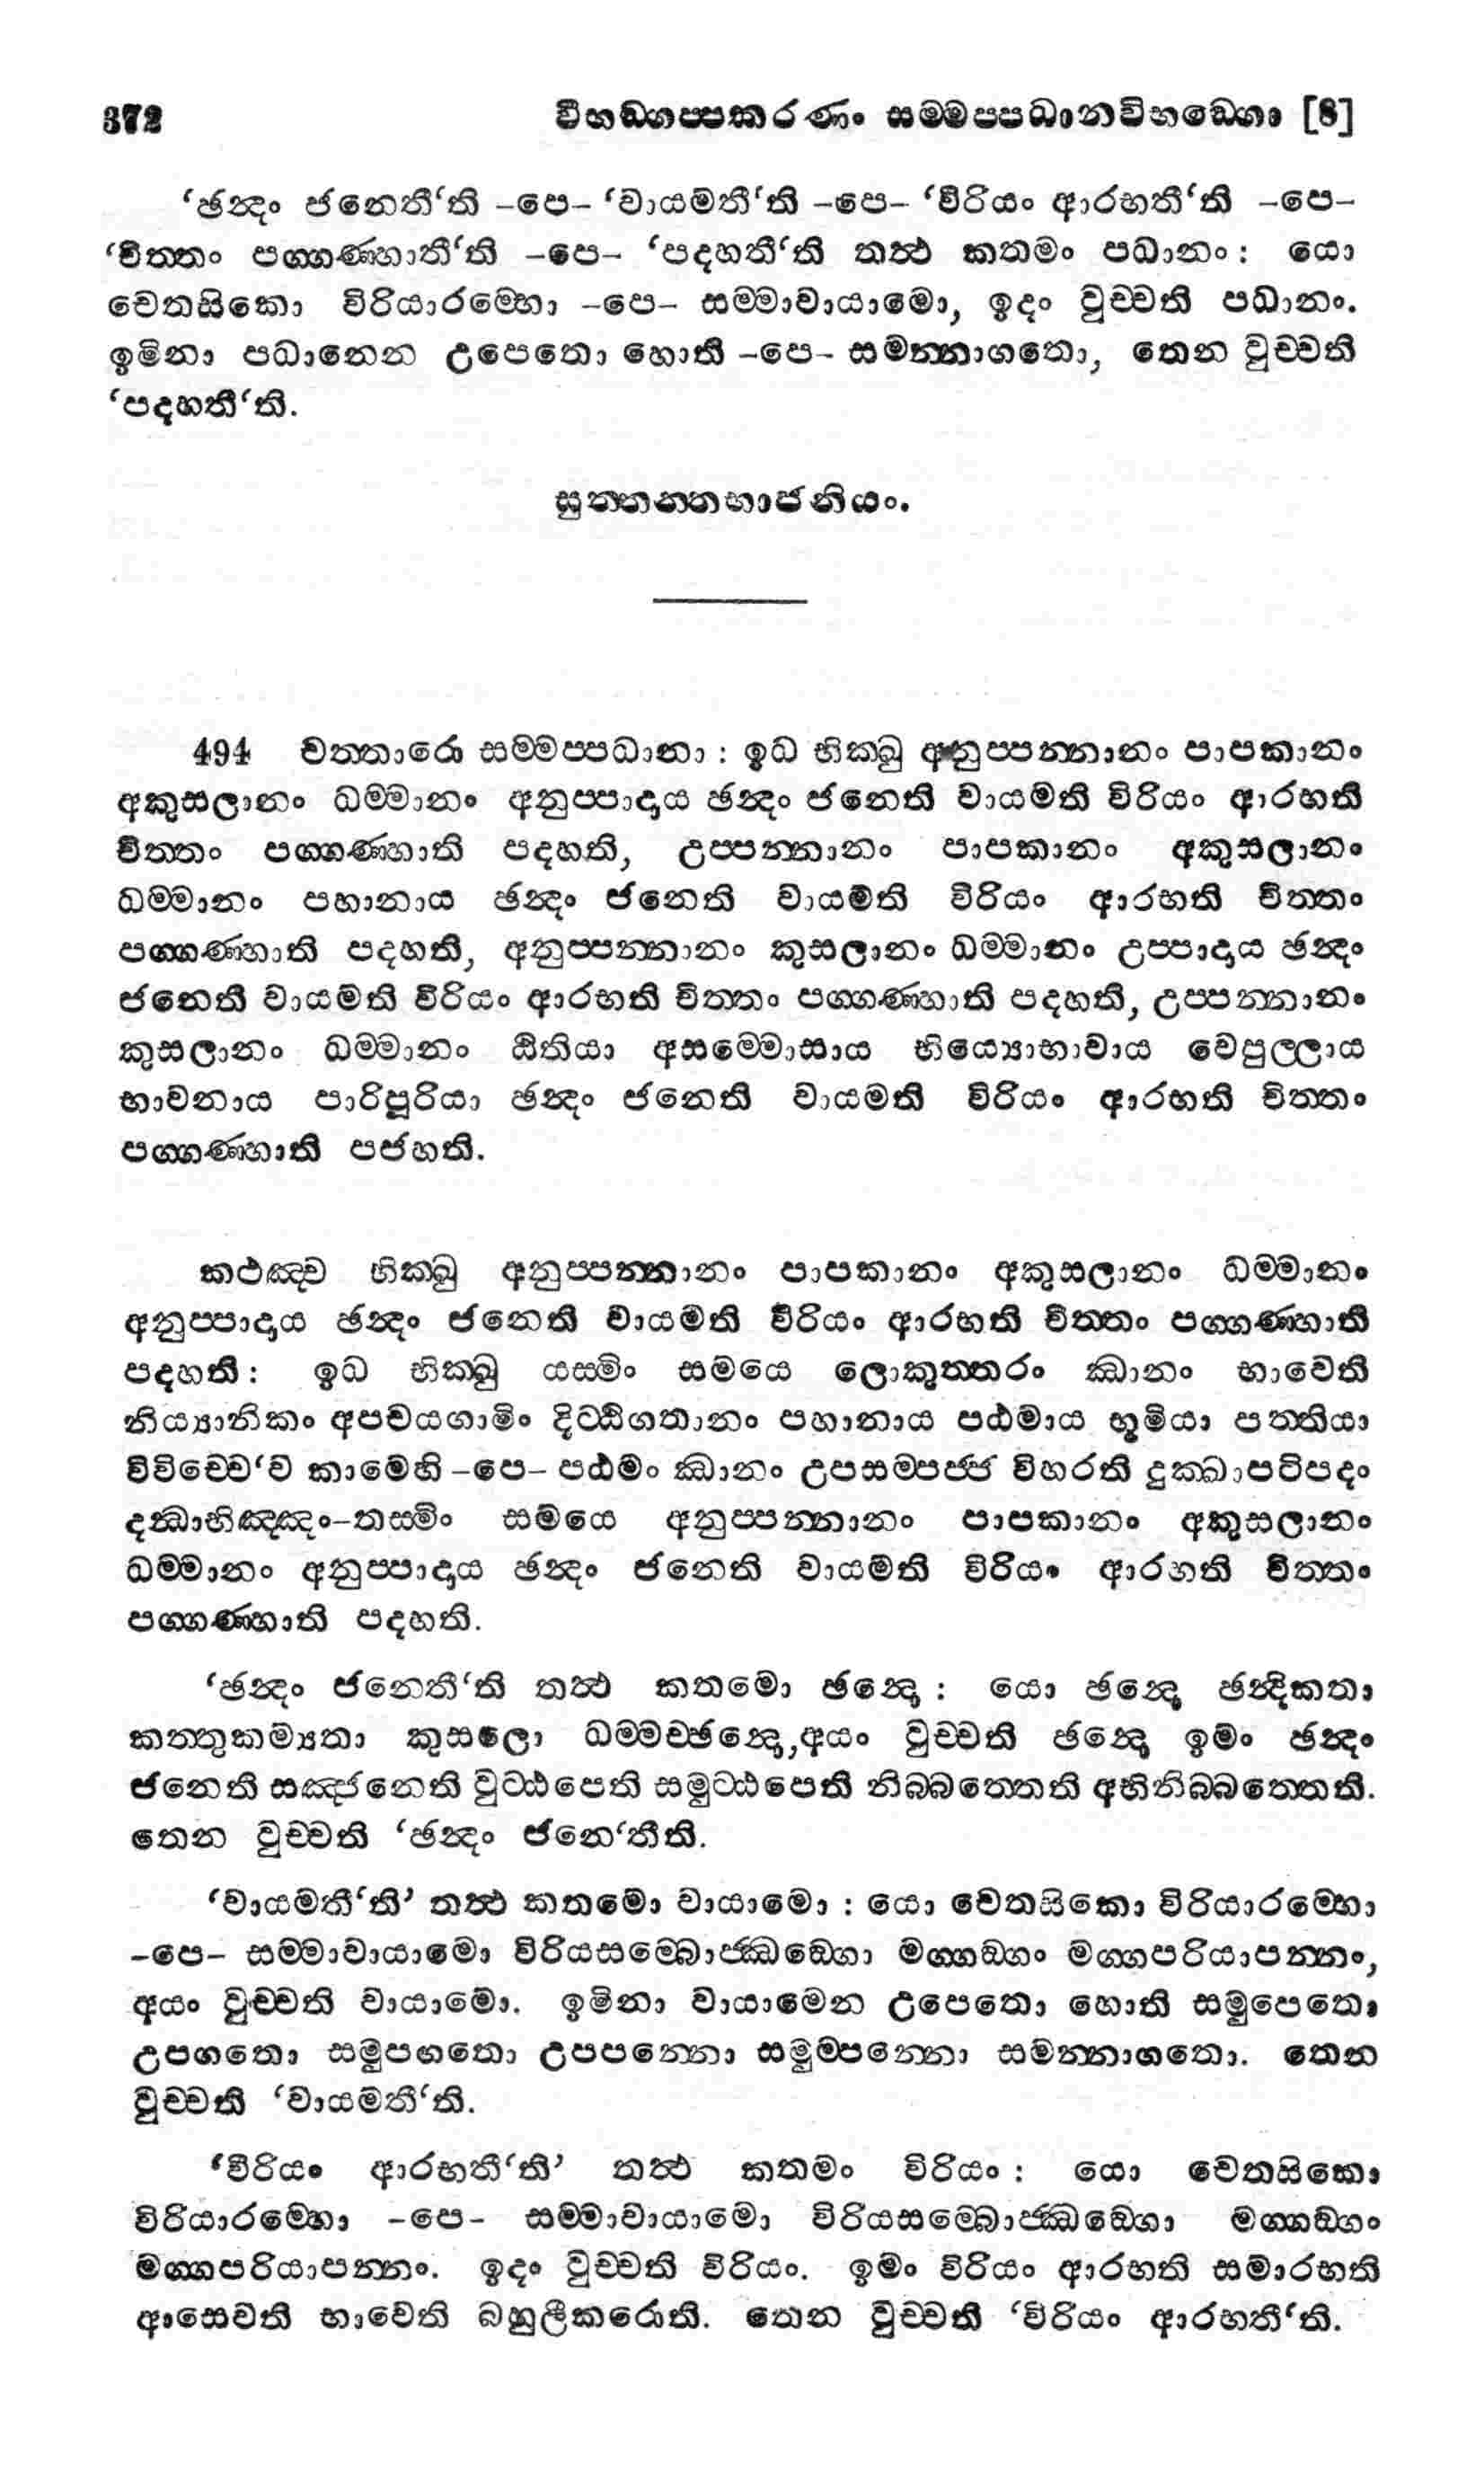 372 විභඞ්ගප්පකරණං සම්මප්පධානවිභඞ්ගො [8]
‘ඡන්දං ජනෙතී‘ති -පෙ- ‘වායමතී‘ති -පෙ- ‘විරියං ආරභතී‘ති -පෙ-
‘චිත්තං පග්ගණ්හාතී‘ති -පෙ- ‘පදහතී‘ති තත්ථ කතමං පධානං: යො
චෙතසිකො විරියාරම්භො -පෙ- සම්මාවායාමො, ඉදං වුච්චති පධානං.
ඉමිනා පධානෙන උපෙතො හොති -පෙ- සමන්නාගතො, තෙන වුච්චති
‘පදහතී‘ති.
සුත්තන්තභාජනියං.
494 චත්තාරො සම්මප්පධානා : ඉධ භික්ඛු අනුප්පන්නානං පාපකානං
අකුසලානං ධම්මානං අනුප්පාදාය ඡන්දං ජනෙති වායමති විරියං ආරභති
චිත්තං පග්ගණ්හාති පදහති, උප්පන්නානං පාපකානං අකුසලානං
ධම්මානං පහානාය ඡන්දං ජනෙති වායමති විරියං ආරභති චිත්තං
පග්ගණ්හාති පදහති, අනුප්පන්නානං කුසලානං ධම්මානං උප්පාදාය ඡන්දං
ජනෙති වායමති විරියං ආරභති චිත්තං පග්ගණ්හාති පදහති, උප්පන්නානං
කුසලානං ධම්මානං ඨිතියා අසම්මොසාය භිය්‍යොභාවාය වෙපුල්ලාය
භාවනාය පාරිපූරියා ඡන්දං ජනෙති වායමති විරියං ආරභති චිත්තං
පග්ගණ්හාති පජහති.
කථඤ්ච භික්ඛු අනුප්පන්නානං පාපකානං අකුසලානං ධම්මානං
අනුප්පාදාය ඡන්දං ජනෙති වායමති විරියං ආරභති චිත්තං පග්ගණ්හාති
පදහති: ඉධ භික්ඛු යස්මිං සමයෙ ලොකුත්තරං ඣානං භාවෙති
නිය්‍යානිකං අපචයගාමිං දිට්ඨිගතානං පහානාය පඨමාය භූමියා පත්තියා
විවිච්චෙ‘ව කාමෙහි -පෙ- පඨමං ඣානං උපසම්පජ්ජ විහරති දුක්ඛාපටිපදං
දන්ධාභිඤ්ඤං-තස්මිං සමයෙ අනුප්පන්නානං පාපකානං අකුසලානං
ධම්මානං අනුප්පාදාය ඡන්දං ජනෙති වායමති විරියං ආරභති චිත්තං
පග්ගණ්හාති පදහති.
‘ඡන්දං ජනෙතී‘ති තත්ථ කතමො ඡන්දො : යො ඡන්දො ඡන්දිකතා
කත්තුකම්‍යතා කුසලො ධම්මච්ඡන්දො,අයං වුච්චති ඡන්දො ඉමං ඡන්දං
ජනෙති සඤ්ජනෙති වුට්ඨපෙති සමුට්ඨපෙති නිබ්බත්තෙති අභිනිබ්බත්තෙති.
තෙන වුච්චති ‘ඡන්දං ජනෙ‘තීති.
‘වායමතී‘ති’ තත්ථ කතමො වායාමො : යො චෙතසිකො විරියාරම්භො
-පෙ- සම්මාවායාමො විරියසම්බොජ්ඣඞ්ගො මග්ගඞ්ගං මග්ගපරියාපන්නං,
අයං වුච්චති වායාමො. ඉමිනා වායාමෙන උපෙතො හොති සමුපෙතො
උපගතො සමුපගතො උපපන්නො සමුම්පන්නො සමන්නාගතො. තෙන
වුච්චති ‘වායමතී‘ති.
‘විරියං ආරභතී‘ති’ තත්ථ කතමං විරියං: යො චෙතසිකො
විරියාරම්භො -පෙ- සම්මාවායාමො විරියසම්බොජ්ඣඞ්ගො මග්ගඞ්ගං
මග්ගපරියාපන්නං. ඉදං වුච්චති විරියං. ඉමං විරියං ආරභති සමාරභති
ආසෙවති භාවෙති බහුලීකරොති. තෙන වුච්චති ‘විරියං ආරභතී‘ති.